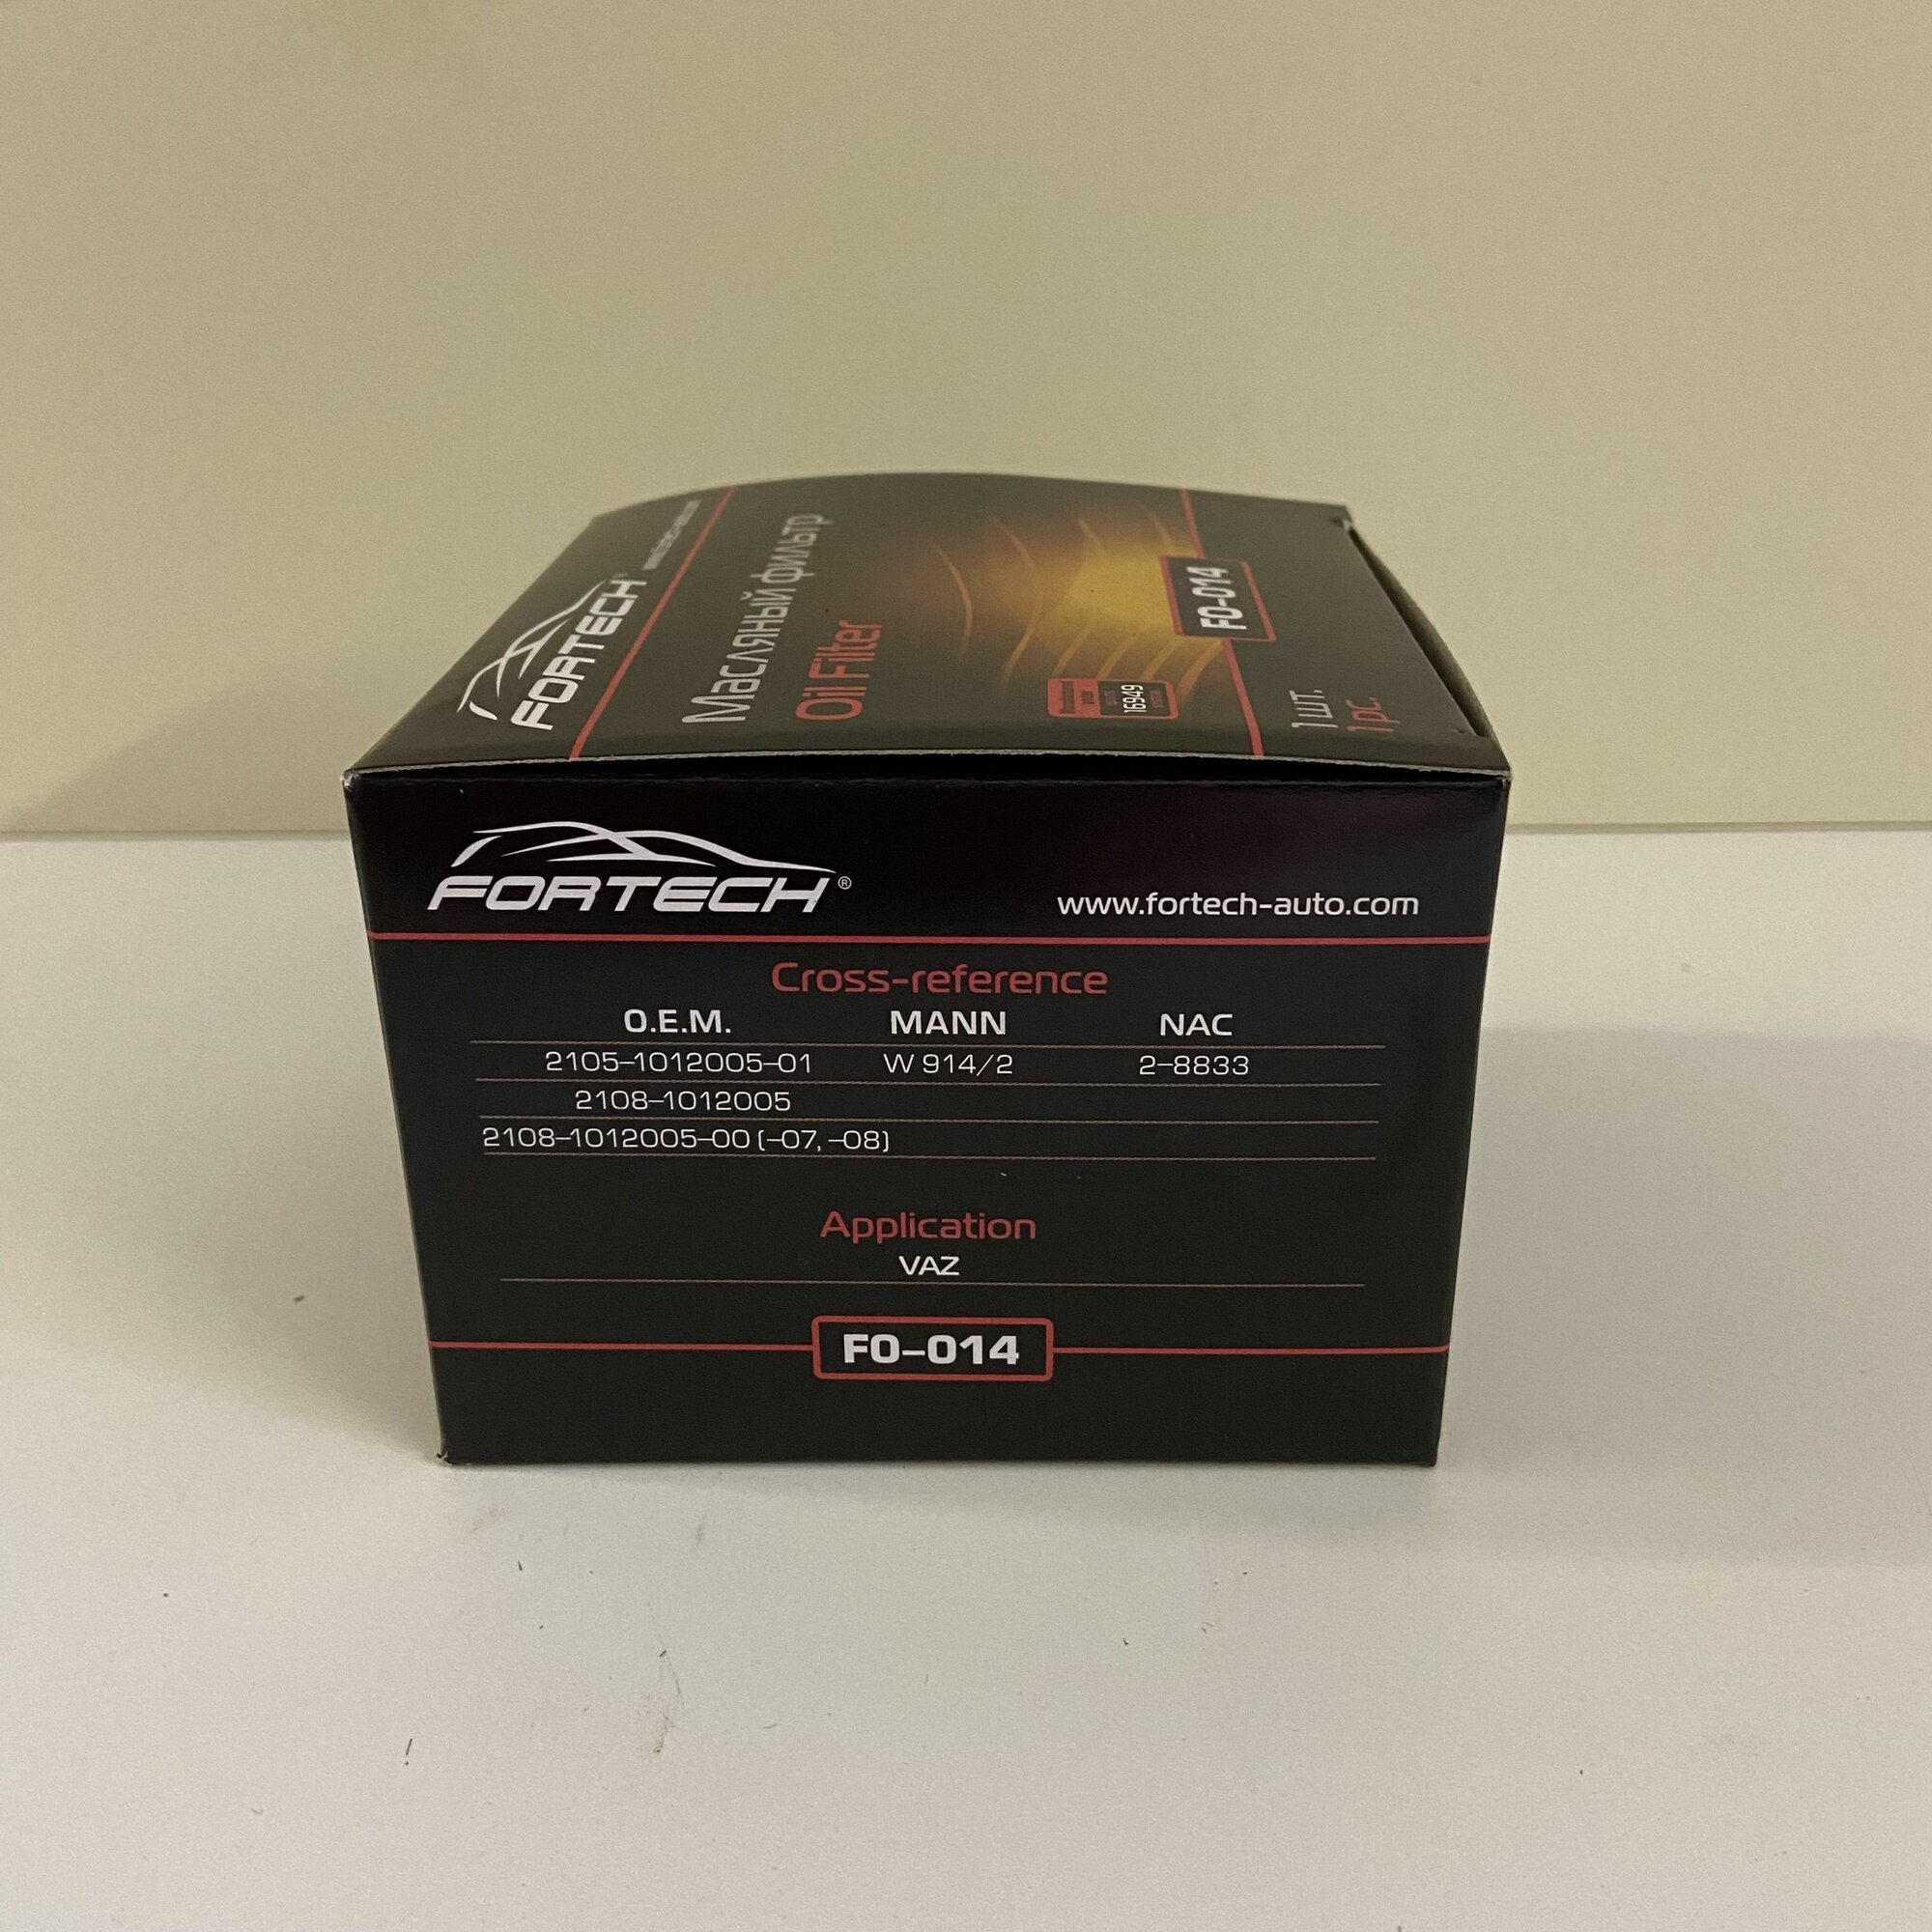 FORTECH
Масляный фильтр
Oil Filter
16949
FO-014
1 шт.
1 pc.
FORTECH®
www.fortech-auto.com
Cross-reference
O.E.M. MANN NAC
2105-1012005-01 W 914/2 2-8833
2108-1012005
2108-1012005-00 (-07, -08)
Application
VAZ
FO-014